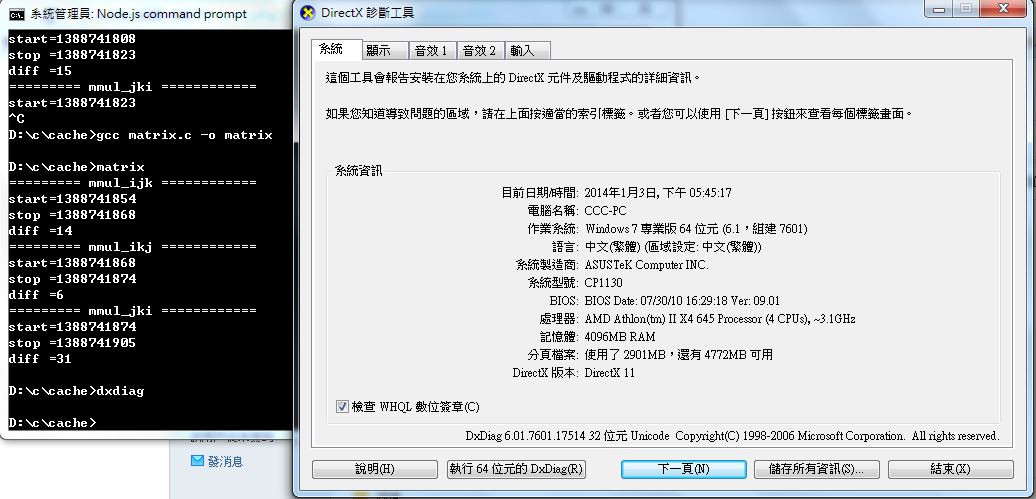 系統管理員: Node.js command prompt
start=1388741808
stop =1388741823
diff =15
========= mmul_jki ============
start=1388741823
^C
D:\c\cache>gcc matrix.c -o matrix
D:\c\cache>matrix
========= mmul_ijk ============
start=1388741854
stop =1388741868
diff =14
========= mmul_ikj ============
start=1388741868
stop =1388741874
diff =6
========= mmul_jki ============
start=1388741874
stop =1388741905
diff =31
D:\c\cache>dxdiag
D:\c\cache>
發消息
DirectX 診斷工具
系統 顯示 音效 1 音效 2 輸入
這個工具會報告安裝在您系統上的 DirectX 元件及驅動程式的詳細資訊。
如果您知道導致問題的區域，請在上面按適當的索引標籤。或者您可以使用 [下一頁] 按鈕來查看每個標籤畫面。
系統資訊
目前日期/時間: 2014年1月3日, 下午 05:45:17
電腦名稱: CCC-PC
作業系統: Windows 7 專業版 64 位元 (6.1，組建 7601)
語言: 中文(繁體) (區域設定: 中文(繁體))
系統製造商: ASUSTeK Computer INC.
系統型號: CP1130
BIOS: BIOS Date: 07/30/10 16:29:18 Ver: 09.01
處理器: AMD Athlon(tm) II X4 645 Processor (4 CPUs), ~3.1GHz
記憶體: 4096MB RAM
分頁檔案: 使用了 2901MB，還有 4772MB 可用
DirectX 版本: DirectX 11
檢查 WHQL 數位簽章(C)
DxDiag 6.01.7601.17514 32 位元 Unicode Copyright(C) 1998-2006 Microsoft Corporation. All rights reserved.
說明(H) 執行 64 位元的 DxDiag(R) 下一頁(N) 儲存所有資訊(S)... 結束(X)